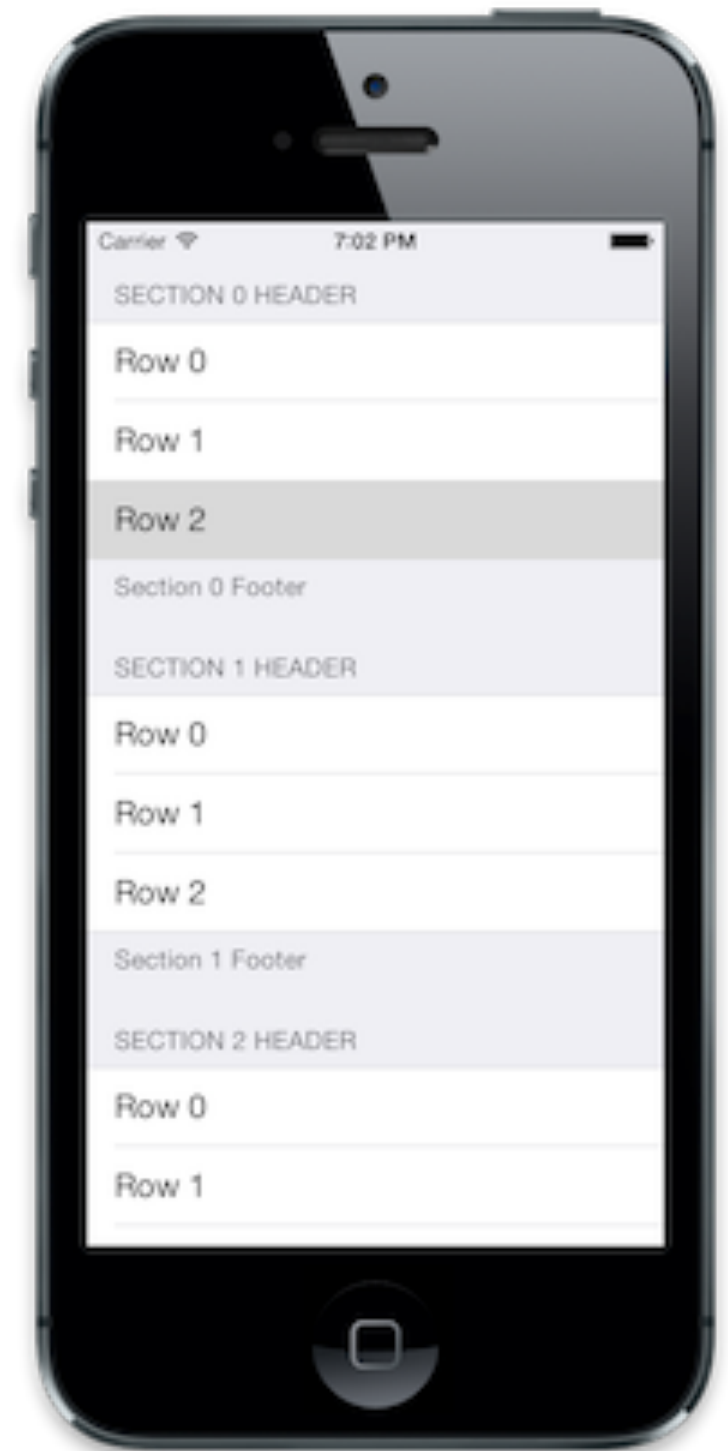 Carrier 7:02 PM
SECTION 0 HEADER
Row 0
Row 1
Row 2
Section 0 Footer
SECTION 1 HEADER
Row 0
Row 1
Row 2
Section 1 Footer
SECTION 2 HEADER
Row 0
Row 1